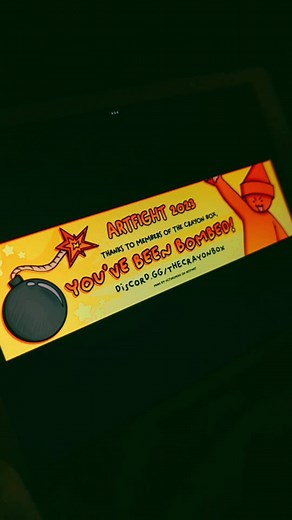 ARTFIGHT 2023
THANKS TO MEMBERS OF THE CRAYON BOX,
YOU'VE BEEN BOMBED!
DISCORD.GG/THECRAYONBOX